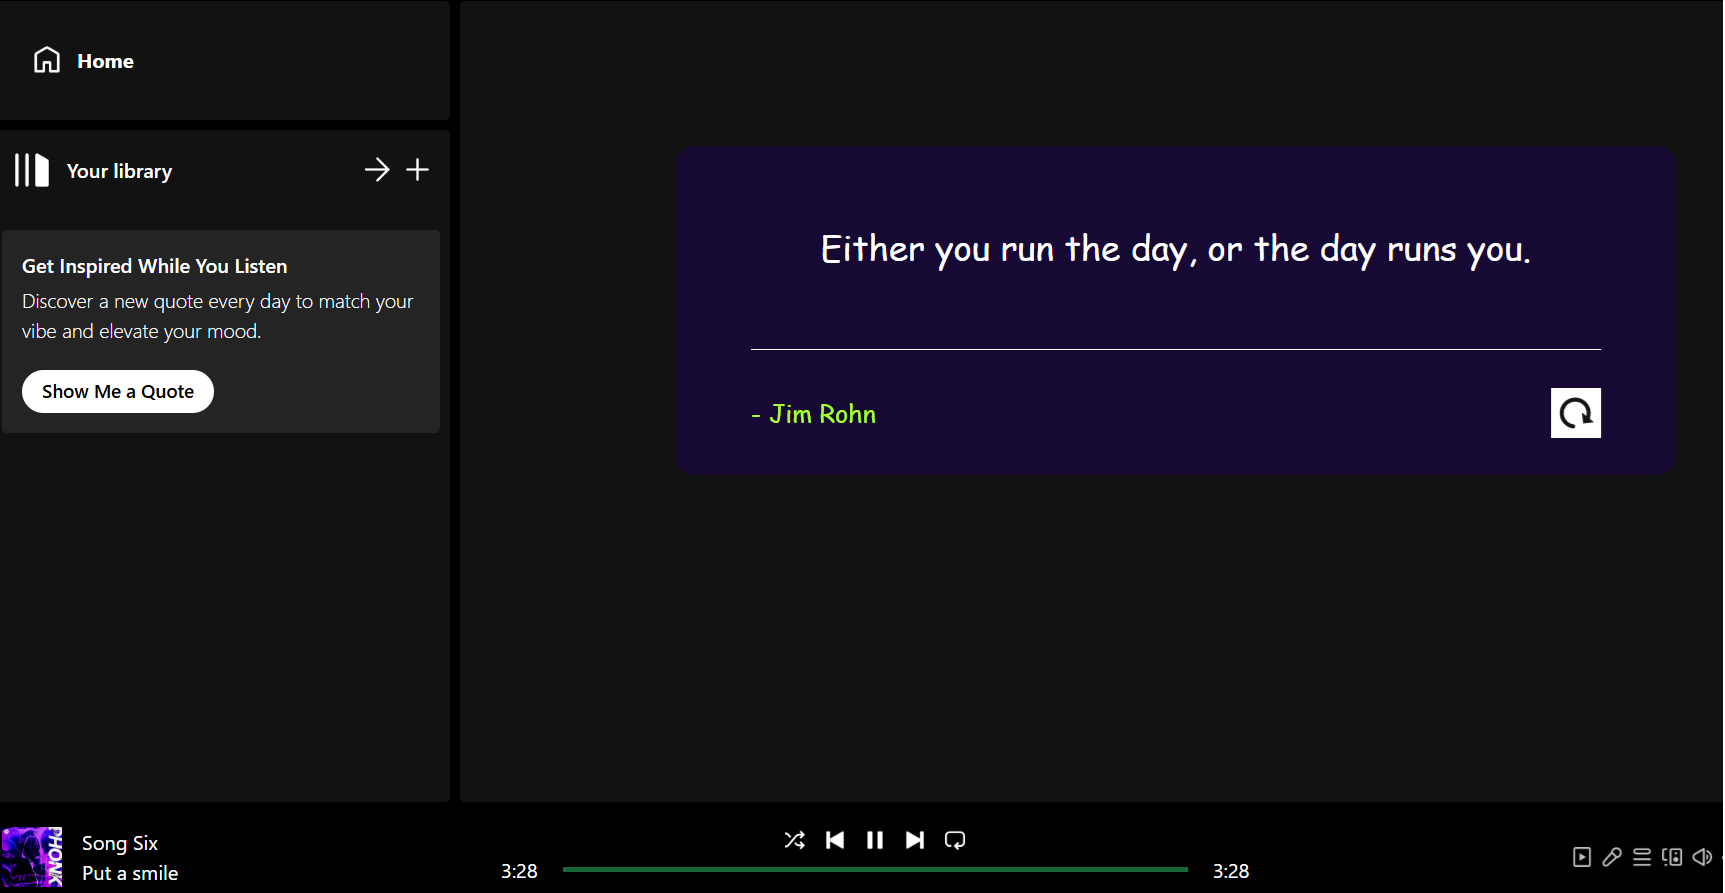 Home
Your library
Get Inspired While You Listen
Discover a new quote every day to match your
vibe and elevate your mood.
Show Me a Quote
Either you run the day, or the day runs you.
- Jim Rohn
PHONK
Song Six
Put a smile
3:28
3:28